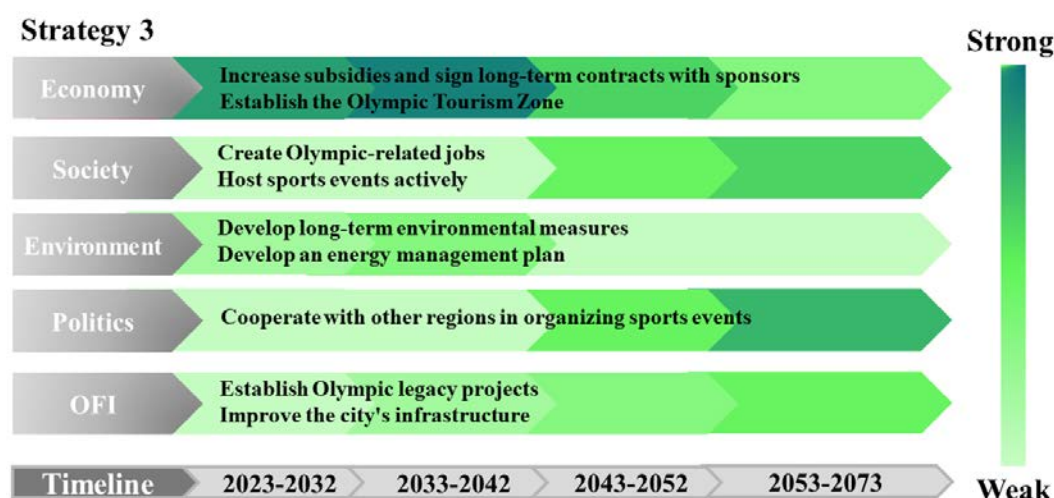 Strategy 3
Strong
Economy
Increase subsidies and sign long-term contracts with sponsors
Establish the Olympic Tourism Zone
Society
Create Olympic-related jobs
Host sports events actively
Environment
Develop long-term environmental measures
Develop an energy management plan
Politics
Cooperate with other regions in organizing sports events
OFI
Establish Olympic legacy projects
Improve the city's infrastructure
Timeline
2023-2032
2033-2042
2043-2052
2053-2073
Weak